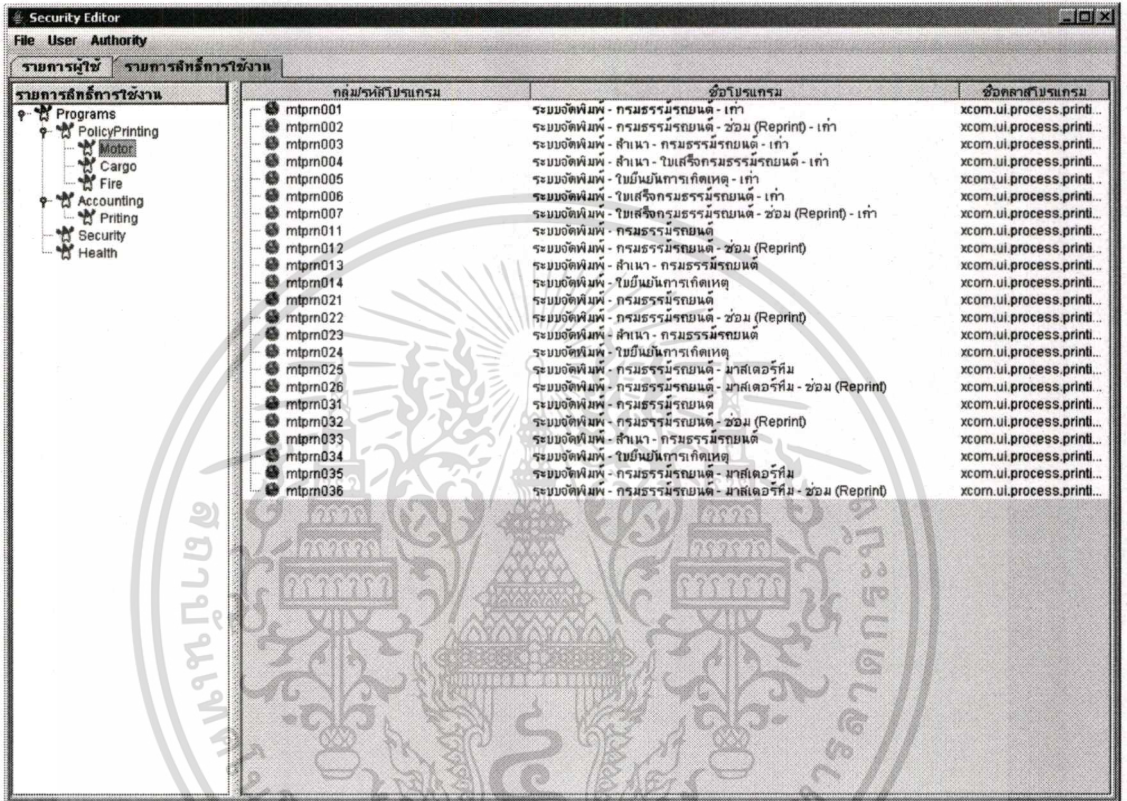 Security Editor
File User Authority
รายการผู้ใช้ รายการสิทธิ์การใช้งาน
รายการสิทธิ์การใช้งาน
Programs
PolicyPrinting
Motor
Cargo
Fire
Accounting
Priting
Security
Health
กลุ่ม/รหัสโปรแกรม ชื่อโปรแกรม ชื่อคลาสโปรแกรม
mtprn001 ระบบจัดพิมพ์ - กรมธรรม์รถยนต์ - เก่า xcom.ui.process.printi...
mtprn002 ระบบจัดพิมพ์ - กรมธรรม์รถยนต์ - ซ่อม (Reprint) - เก่า xcom.ui.process.printi...
mtprn003 ระบบจัดพิมพ์ - สำเนา - กรมธรรม์รถยนต์ - เก่า xcom.ui.process.printi...
mtprn004 ระบบจัดพิมพ์ - สำเนา - ใบเสร็จกรมธรรม์รถยนต์ - เก่า xcom.ui.process.printi...
mtprn005 ระบบจัดพิมพ์ - ใบยืนยันการเกิดเหตุ - เก่า xcom.ui.process.printi...
mtprn006 ระบบจัดพิมพ์ - ใบเสร็จกรมธรรม์รถยนต์ - เก่า xcom.ui.process.printi...
mtprn007 ระบบจัดพิมพ์ - ใบเสร็จกรมธรรม์รถยนต์ - ซ่อม (Reprint) - เก่า xcom.ui.process.printi...
mtprn011 ระบบจัดพิมพ์ - กรมธรรม์รถยนต์ xcom.ui.process.printi...
mtprn012 ระบบจัดพิมพ์ - กรมธรรม์รถยนต์ - ซ่อม (Reprint) xcom.ui.process.printi...
mtprn013 ระบบจัดพิมพ์ - สำเนา - กรมธรรม์รถยนต์ xcom.ui.process.printi...
mtprn014 ระบบจัดพิมพ์ - ใบยืนยันการเกิดเหตุ xcom.ui.process.printi...
mtprn021 ระบบจัดพิมพ์ - กรมธรรม์รถยนต์ xcom.ui.process.printi...
mtprn022 ระบบจัดพิมพ์ - กรมธรรม์รถยนต์ - ซ่อม (Reprint) xcom.ui.process.printi...
mtprn023 ระบบจัดพิมพ์ - สำเนา - กรมธรรม์รถยนต์ xcom.ui.process.printi...
mtprn024 ระบบจัดพิมพ์ - ใบยืนยันการเกิดเหตุ xcom.ui.process.printi...
mtprn025 ระบบจัดพิมพ์ - กรมธรรม์รถยนต์ - มาสเตอร์ทีม xcom.ui.process.printi...
mtprn026 ระบบจัดพิมพ์ - กรมธรรม์รถยนต์ - มาสเตอร์ทีม - ซ่อม (Reprint) xcom.ui.process.printi...
mtprn031 ระบบจัดพิมพ์ - กรมธรรม์รถยนต์ xcom.ui.process.printi...
mtprn032 ระบบจัดพิมพ์ - กรมธรรม์รถยนต์ - ซ่อม (Reprint) xcom.ui.process.printi...
mtprn033 ระบบจัดพิมพ์ - สำเนา - กรมธรรม์รถยนต์ xcom.ui.process.printi...
mtprn034 ระบบจัดพิมพ์ - ใบยืนยันการเกิดเหตุ xcom.ui.process.printi...
mtprn035 ระบบจัดพิมพ์ - กรมธรรม์รถยนต์ - มาสเตอร์ทีม xcom.ui.process.printi...
mtprn036 ระบบจัดพิมพ์ - กรมธรรม์รถยนต์ - มาสเตอร์ทีม - ซ่อม (Reprint) xcom.ui.process.printi...